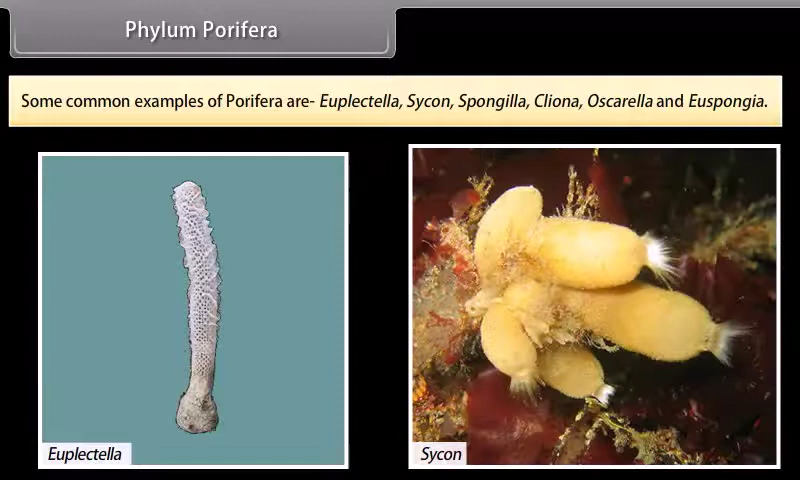 Phylum Porifera
Some common examples of Porifera are- Euplectella, Sycon, Spongilla, Cliona, Oscarella and Euspongia.
Euplectella
Sycon